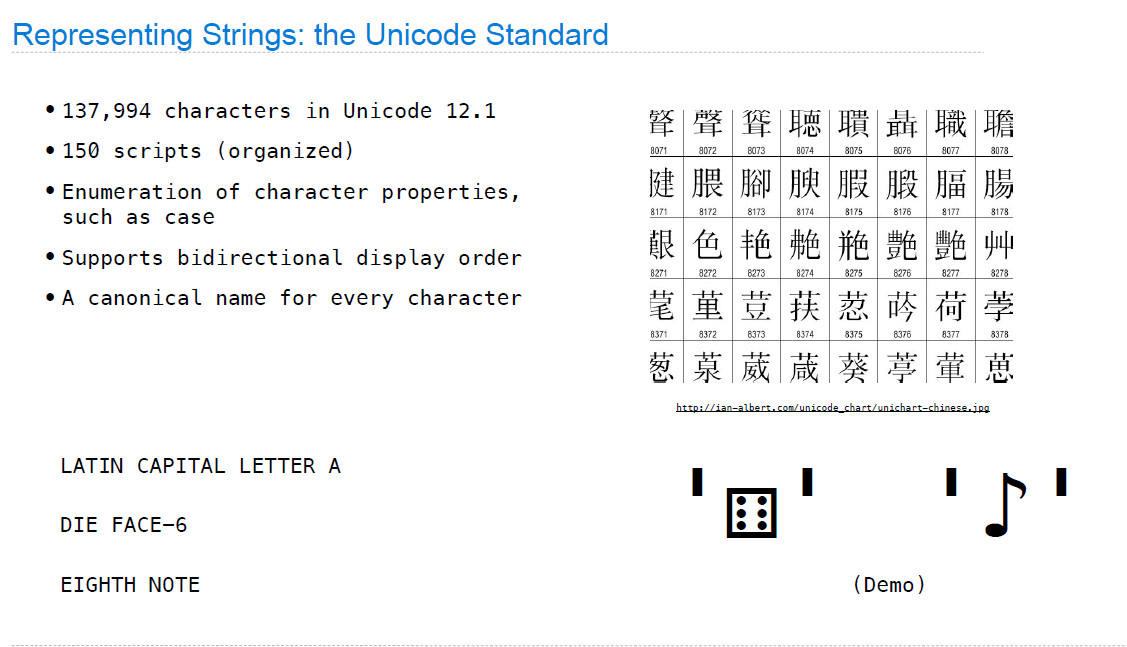 Representing Strings: the Unicode Standard
• 137,994 characters in Unicode 12.1
• 150 scripts (organized)
• Enumeration of character properties,
such as case
• Supports bidirectional display order
• A canonical name for every character
聱 聲 聳 聴 聵 聶 職 聸
8071 8072 8073 8074 8075 8076 8077 8078
腱 腲 腳 腴 腵 腶 腷 腸
8171 8172 8173 8174 8175 8176 8177 8178
艱 色 艳 艴 艵 艶 艷 艸
8271 8272 8273 8274 8275 8276 8277 8278
荱 荲 荳 荴 荵 荶 荷 荸
8371 8372 8373 8374 8375 8376 8377 8378
葱 葲 葳 葴 葵 葶 葷 葸
http://ian-albert.com/unicode_chart/unichart-chinese.jpg
LATIN CAPITAL LETTER A
DIE FACE-6
EIGHTH NOTE
'⚅' '♪'
(Demo)